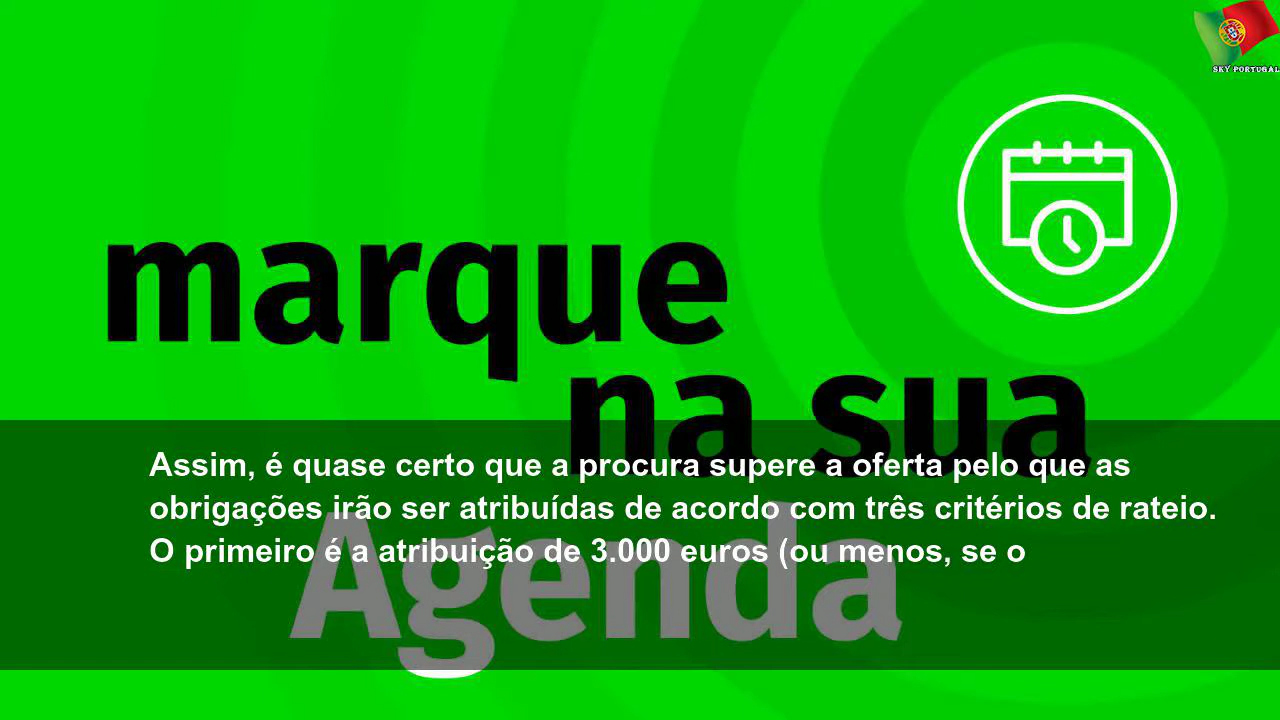 SKY PORTUGAL
marque
na sua
Agenda
Assim, é quase certo que a procura supere a oferta pelo que as
obrigações irão ser atribuídas de acordo com três critérios de rateio.
O primeiro é a atribuição de 3.000 euros (ou menos, se o